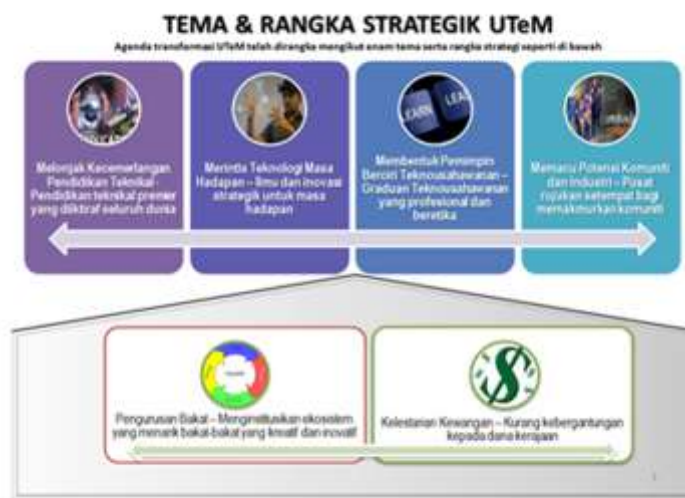 TEMA & RANGKA STRATEGIK UTeM
Agenda transformasi UTeM telah dirangka mengikut enam tema serta rangka strategi seperti di bawah
Melonjak Kecemerlangan
Pendidikan Teknikal -
Pendidikan teknikal premier
yang diiktiraf seluruh dunia
Merintis Teknologi Masa
Hadapan – Ilmu dan inovasi
strategik untuk masa
hadapan
LEARN
LEA
Membentuk Pemimpin
Berciri Teknousahawan –
Graduan Teknousahawan
yang profesional dan
beretika
Memacu Potensi Komuniti
dan Industri – Pusat
rujukan setempat bagi
memakmurkan komuniti
Pengurusan Bakat – Menginstitusikan ekosistem
yang menarik bakat-bakat yang kreatif dan inovatif
Kelestarian Kewangan – Kurang kebergantungan
kepada dana kerajaan